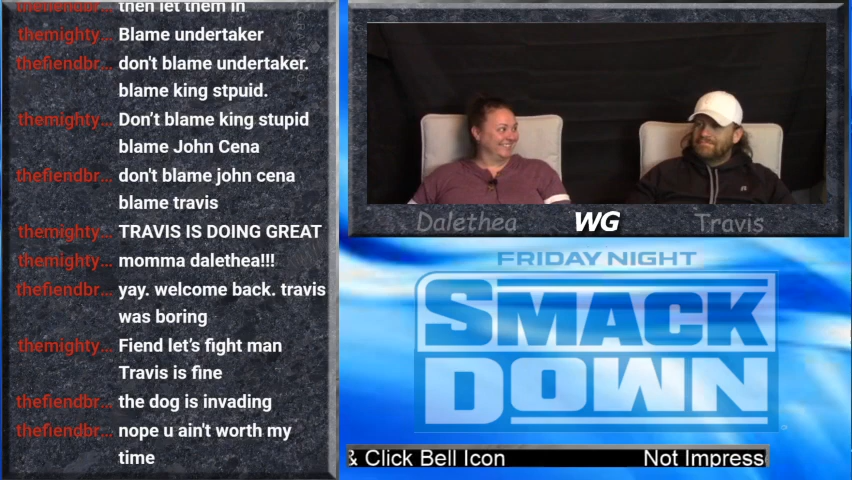 thefiendbr... then let them in
themighty... Blame undertaker
thefiendbr... don't blame undertaker.
blame king stpuid.
themighty... Don't blame king stupid
blame John Cena
thefiendbr... don't blame john cena
blame travis
themighty... TRAVIS IS DOING GREAT
themighty... momma dalethea!!!
thefiendbr... yay. welcome back. travis
was boring
themighty... Fiend let's fight man
Travis is fine
thefiendbr... the dog is invading
thefiendbr... nope u ain't worth my
time
Dalethea WG Travis
FRIDAY NIGHT
SMACK
DOWN
& Click Bell Icon Not Impress